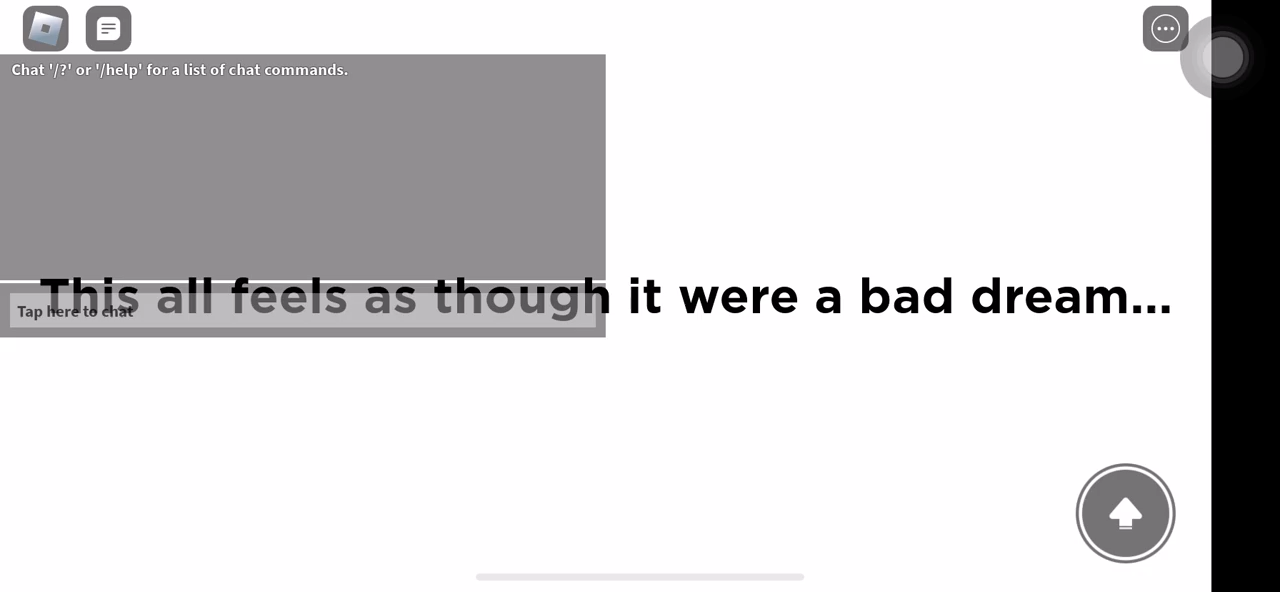 Chat '/?' or '/help' for a list of chat commands.
This all feels as though it were a bad dream...
Tap here to chat